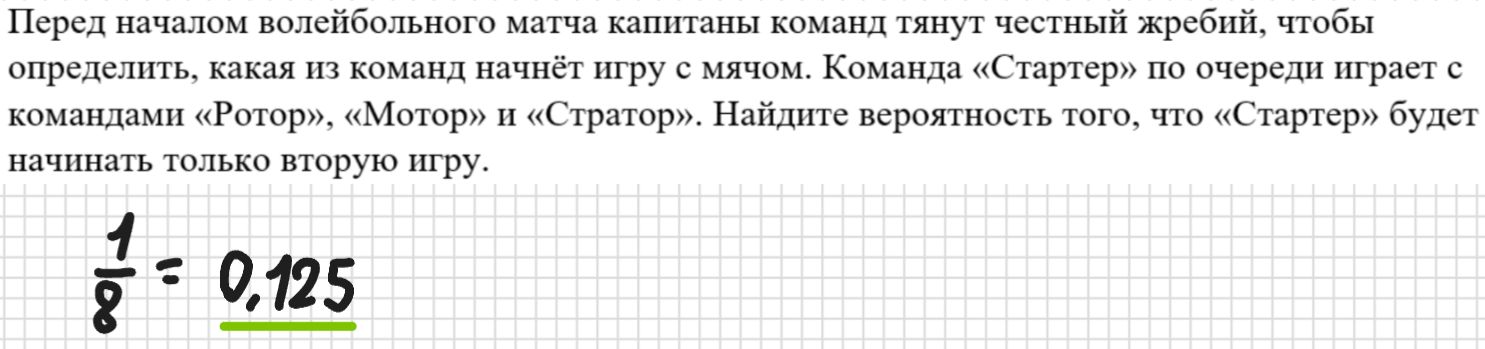 Перед началом волейбольного матча капитаны команд тянут честный жребий, чтобы
определить, какая из команд начнёт игру с мячом. Команда «Стартер» по очереди играет с
командами «Ротор», «Мотор» и «Стратор». Найдите вероятность того, что «Стартер» будет
начинать только вторую игру.
1/8 = 0,125